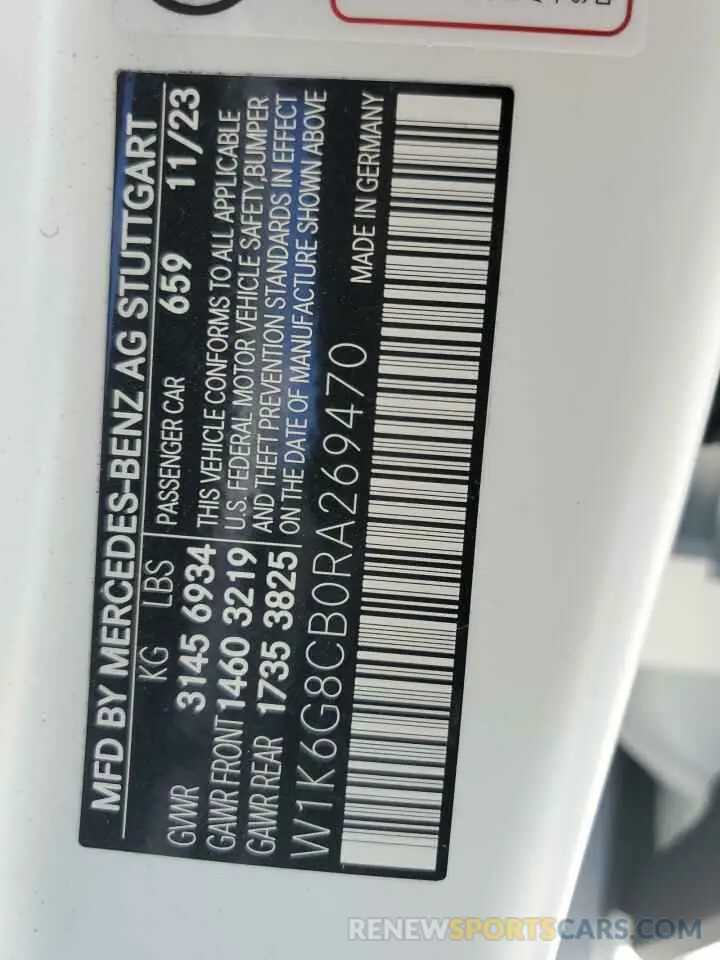 MFD BY MERCEDES-BENZ AG STUTTGART
KG LBS PASSENGER CAR 659 11/23
GVWR 3145 6934
GAWR FRONT 1460 3219
GAWR REAR 1735 3825
THIS VEHICLE CONFORMS TO ALL APPLICABLE
U.S. FEDERAL MOTOR VEHICLE SAFETY,BUMPER
AND THEFT PREVENTION STANDARDS IN EFFECT
ON THE DATE OF MANUFACTURE SHOWN ABOVE
W1K6G8CB0RA269470 MADE IN GERMANY
RENEWSPORTSCARS.COM